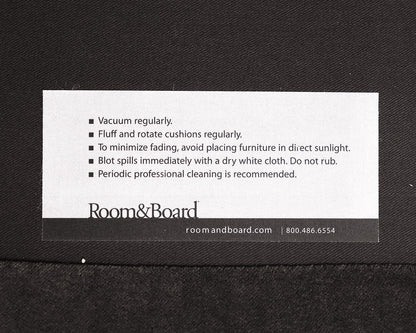 ▪ Vacuum regularly.
▪ Fluff and rotate cushions regularly.
▪ To minimize fading, avoid placing furniture in direct sunlight.
▪ Blot spills immediately with a dry white cloth. Do not rub.
▪ Periodic professional cleaning is recommended.
Room&Board
roomandboard.com | 800.486.6554